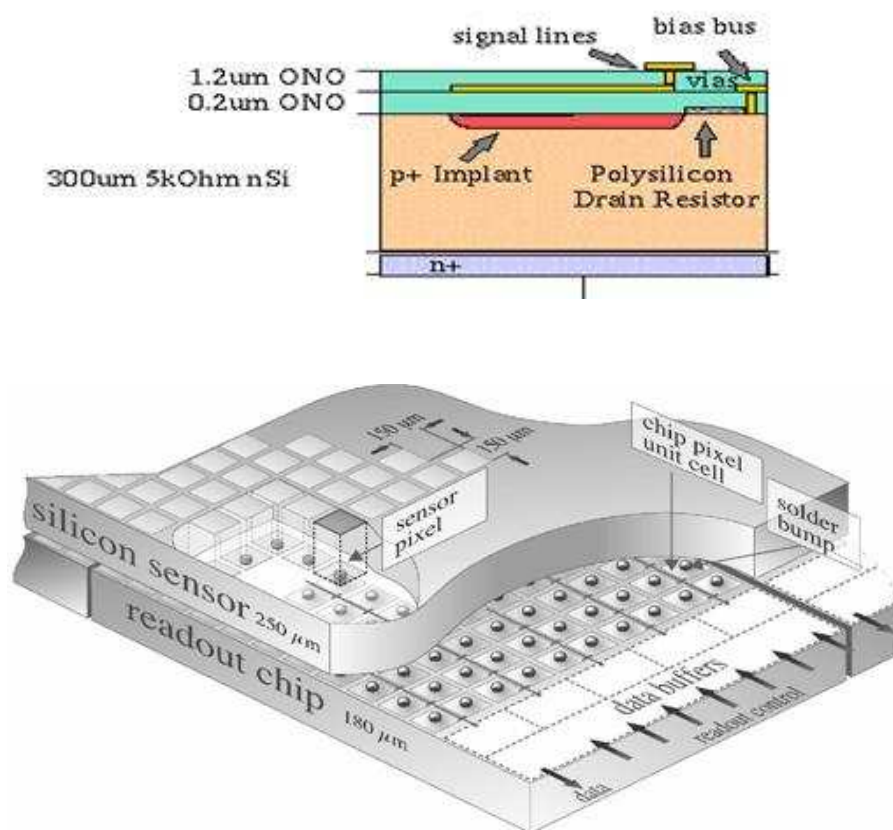 signal lines
bias bus
1.2um ONO
vias
0.2um ONO
300um 5kOhm nSi
p+ Implant
Polysilicon
Drain Resistor
n+
150 µm
150 µm
chip pixel
unit cell
solder
bump
sensor
pixel
silicon sensor 250 µm
readout chip 180 µm
data buffers
readout control
data